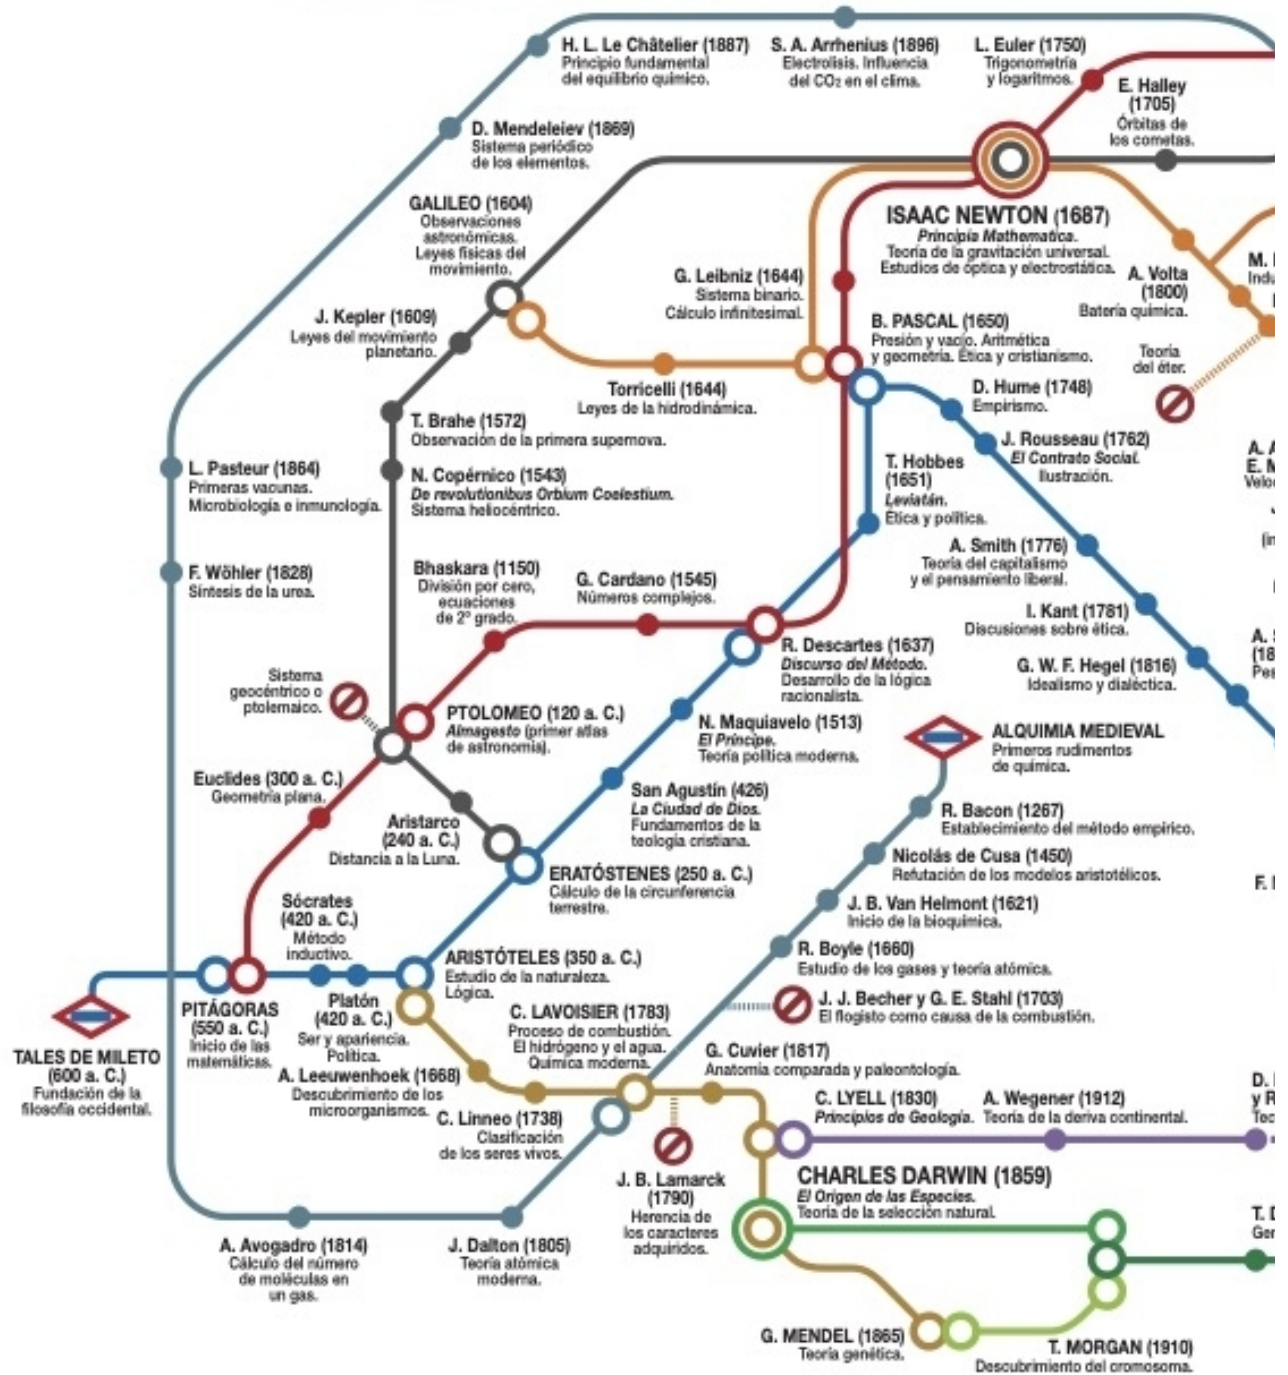 H. L. Le Châtelier (1887)
Principio fundamental
del equilibrio químico.
S. A. Arrhenius (1896)
Electrolisis. Influencia
del CO₂ en el clima.
L. Euler (1750)
Trigonometría
y logaritmos.
E. Halley
(1705)
Órbitas de
los cometas.
D. Mendeleiev (1869)
Sistema periódico
de los elementos.
GALILEO (1604)
Observaciones
astronómicas.
Leyes físicas del
movimiento.
ISAAC NEWTON (1687)
Principia Mathematica.
Teoría de la gravitación universal.
Estudios de óptica y electrostática.
G. Leibniz (1644)
Sistema binario.
Cálculo infinitesimal.
A. Volta
(1800)
Batería química.
J. Kepler (1609)
Leyes del movimiento
planetario.
B. PASCAL (1650)
Presión y vacío. Aritmética
y geometría. Ética y cristianismo.
Teoría
del éter.
Torricelli (1644)
Leyes de la hidrodinámica.
D. Hume (1748)
Empirismo.
T. Brahe (1572)
Observación de la primera supernova.
J. Rousseau (1762)
El Contrato Social.
Ilustración.
L. Pasteur (1864)
Primeras vacunas.
Microbiología e inmunología.
N. Copérnico (1543)
De revolutionibus Orbium Coelestium.
Sistema heliocéntrico.
T. Hobbes
(1651)
Leviatán.
Ética y política.
A. Smith (1776)
Teoría del capitalismo
y el pensamiento liberal.
F. Wöhler (1828)
Síntesis de la urea.
Bhaskara (1150)
División por cero,
ecuaciones
de 2º grado.
G. Cardano (1545)
Números complejos.
I. Kant (1781)
Discusiones sobre ética.
R. Descartes (1637)
Discurso del Método.
Desarrollo de la lógica
racionalista.
G. W. F. Hegel (1816)
Idealismo y dialéctica.
Sistema
geocéntrico o
ptolemaico.
PTOLOMEO (120 a. C.)
Almagesto (primer atlas
de astronomía).
N. Maquiavelo (1513)
El Príncipe.
Teoría política moderna.
ALQUIMIA MEDIEVAL
Primeros rudimentos
de química.
Euclides (300 a. C.)
Geometría plana.
San Agustín (426)
La Ciudad de Dios.
Fundamentos de la
teología cristiana.
R. Bacon (1267)
Establecimiento del método empírico.
Aristarco
(240 a. C.)
Distancia a la Luna.
Nicolás de Cusa (1450)
Refutación de los modelos aristotélicos.
ERATÓSTENES (250 a. C.)
Cálculo de la circunferencia
terrestre.
J. B. Van Helmont (1621)
Inicio de la bioquímica.
Sócrates
(420 a. C.)
Método
inductivo.
R. Boyle (1660)
Estudio de los gases y teoría atómica.
ARISTÓTELES (350 a. C.)
Estudio de la naturaleza.
Lógica.
PITÁGORAS
(550 a. C.)
Inicio de las
matemáticas.
Platón
(420 a. C.)
Ser y apariencia.
Política.
J. J. Becher y G. E. Stahl (1703)
El flogisto como causa de la combustión.
C. LAVOISIER (1783)
Proceso de combustión.
El hidrógeno y el agua.
Química moderna.
TALES DE MILETO
(600 a. C.)
Fundación de la
filosofía occidental.
G. Cuvier (1817)
Anatomía comparada y paleontología.
A. Leeuwenhoek (1668)
Descubrimiento de los
microorganismos.
C. LYELL (1830)
Principios de Geología.
A. Wegener (1912)
Teoría de la deriva continental.
C. Linneo (1738)
Clasificación
de los seres vivos.
J. B. Lamarck
(1790)
Herencia de
los caracteres
adquiridos.
CHARLES DARWIN (1859)
El Origen de las Especies.
Teoría de la selección natural.
A. Avogadro (1814)
Cálculo del número
de moléculas en
un gas.
J. Dalton (1805)
Teoría atómica
moderna.
G. MENDEL (1865)
Teoría genética.
T. MORGAN (1910)
Descubrimiento del cromosoma.